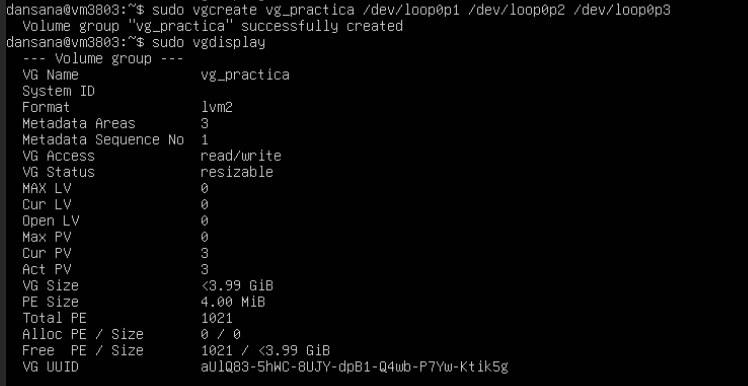 dansana@vm3803:~$ sudo vgcreate vg_practica /dev/loop0p1 /dev/loop0p2 /dev/loop0p3
  Volume group "vg_practica" successfully created
dansana@vm3803:~$ sudo vgdisplay
  --- Volume group ---
  VG Name               vg_practica
  System ID
  Format                lvm2
  Metadata Areas        3
  Metadata Sequence No  1
  VG Access             read/write
  VG Status             resizable
  MAX LV                0
  Cur LV                0
  Open LV               0
  Max PV                0
  Cur PV                3
  Act PV                3
  VG Size               <3.99 GiB
  PE Size               4.00 MiB
  Total PE              1021
  Alloc PE / Size       0 / 0
  Free  PE / Size       1021 / <3.99 GiB
  VG UUID               aUlQ83-5hWC-8UJY-dpB1-Q4wb-P7Yw-Ktik5g